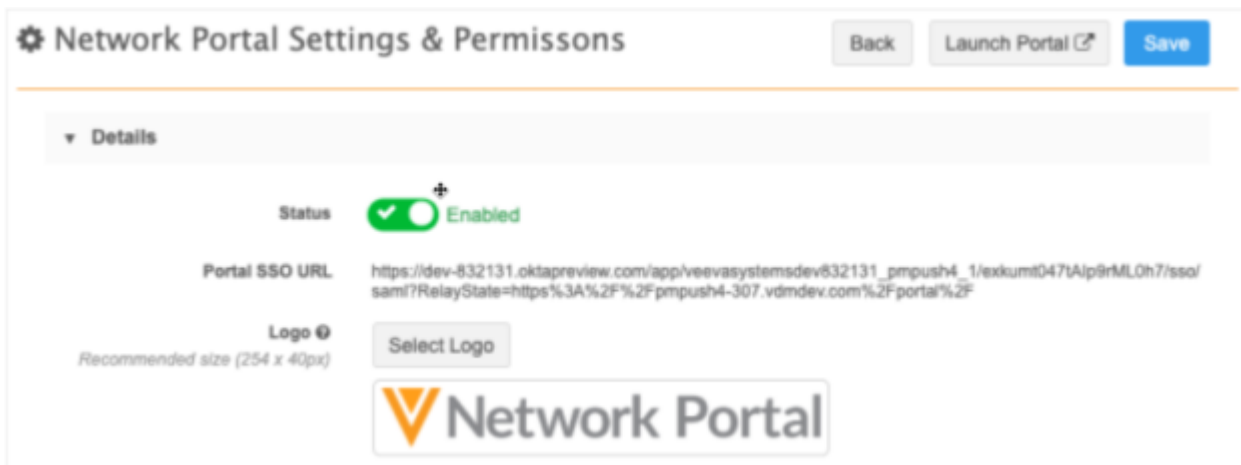 Network Portal Settings & Permissons
Back
Launch Portal
Save
Details
Status
Enabled
Portal SSO URL
https://dev-832131.oktapreview.com/app/veevasystemsdev832131_pmpush4_1/exkumt047tAlp9rML0h7/sso/
saml?RelayState=https%3A%2F%2Fpmpush4-307.vdmdev.com%2Fportal%2F
Logo
Recommended size (254 x 40px)
Select Logo
Network Portal